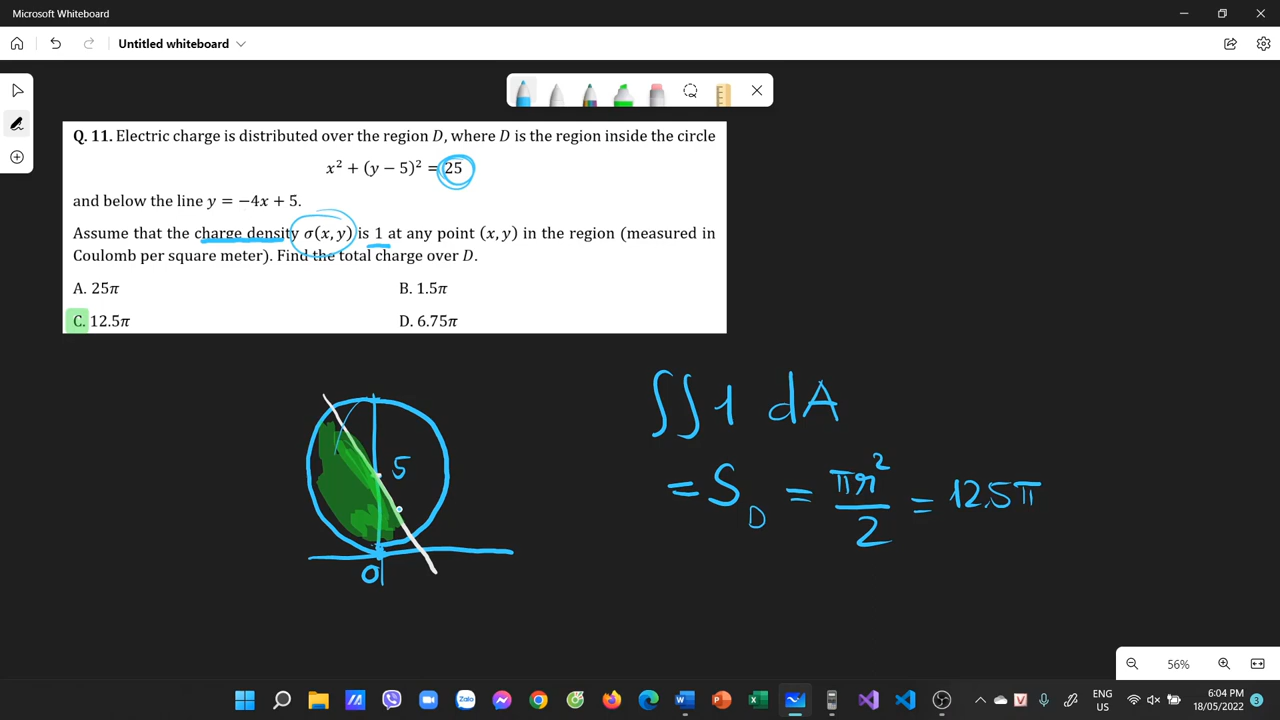 Microsoft Whiteboard
Untitled whiteboard
Q. 11. Electric charge is distributed over the region D, where D is the region inside the circle
x² + (y − 5)² = 25
and below the line y = −4x + 5.
Assume that the charge density σ(x, y) is 1 at any point (x, y) in the region (measured in
Coulomb per square meter). Find the total charge over D.
A. 25π B. 1.5π
C. 12.5π D. 6.75π
∫∫ 1 dA
5
= S_D = πr²/2 = 12.5π
0
56%
Zalo
ENG
US
6:04 PM
18/05/2022
3